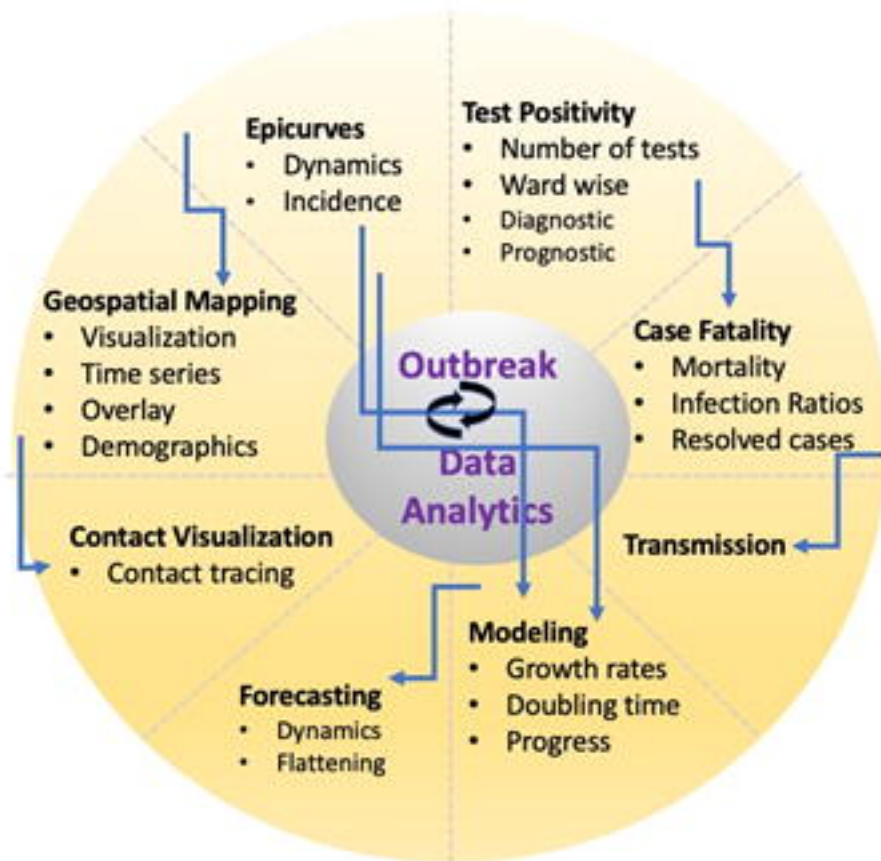 Epicurves
• Dynamics
• Incidence
Test Positivity
• Number of tests
• Ward wise
• Diagnostic
• Prognostic
Geospatial Mapping
• Visualization
• Time series
• Overlay
• Demographics
Outbreak
Data
Analytics
Case Fatality
• Mortality
• Infection Ratios
• Resolved cases
Contact Visualization
• Contact tracing
Transmission
Forecasting
• Dynamics
• Flattening
Modeling
• Growth rates
• Doubling time
• Progress